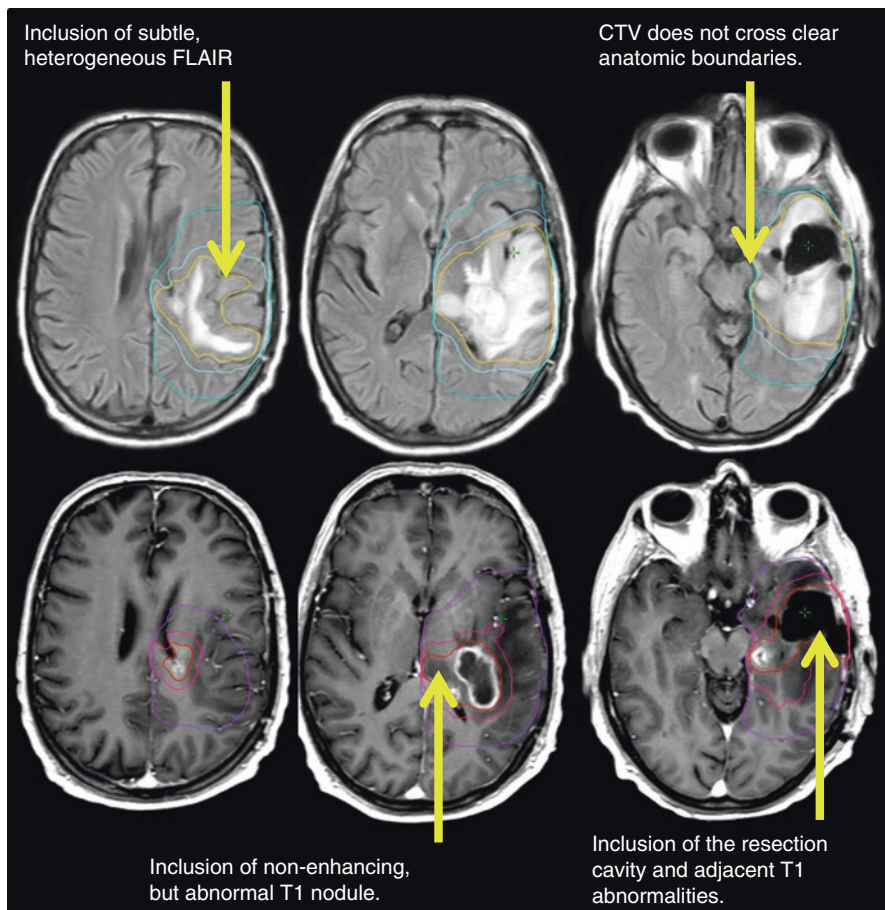 Inclusion of subtle,
heterogeneous FLAIR
CTV does not cross clear
anatomic boundaries.
Inclusion of non-enhancing,
but abnormal T1 nodule.
Inclusion of the resection
cavity and adjacent T1
abnormalities.